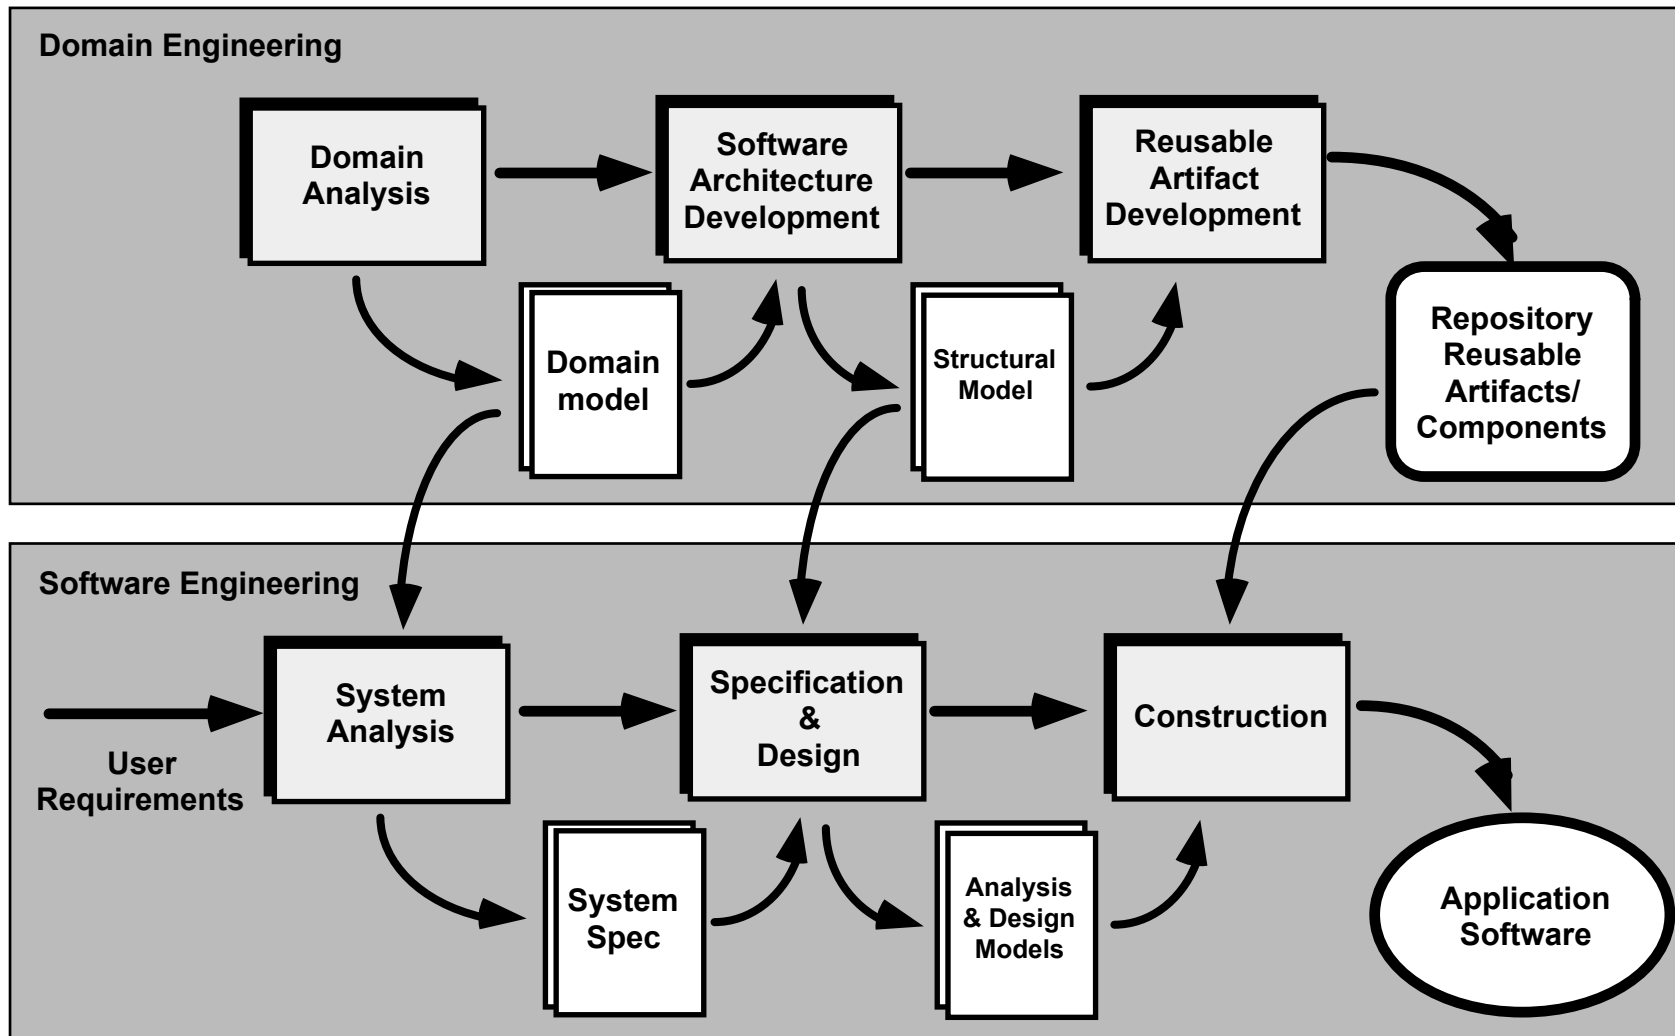 Domain Engineering
Domain
Analysis
Software
Architecture
Development
Reusable
Artifact
Development
Domain
model
Structural
Model
Repository
Reusable
Artifacts/
Components
Software Engineering
User
Requirements
System
Analysis
Specification
&
Design
Construction
System
Spec
Analysis
& Design
Models
Application
Software